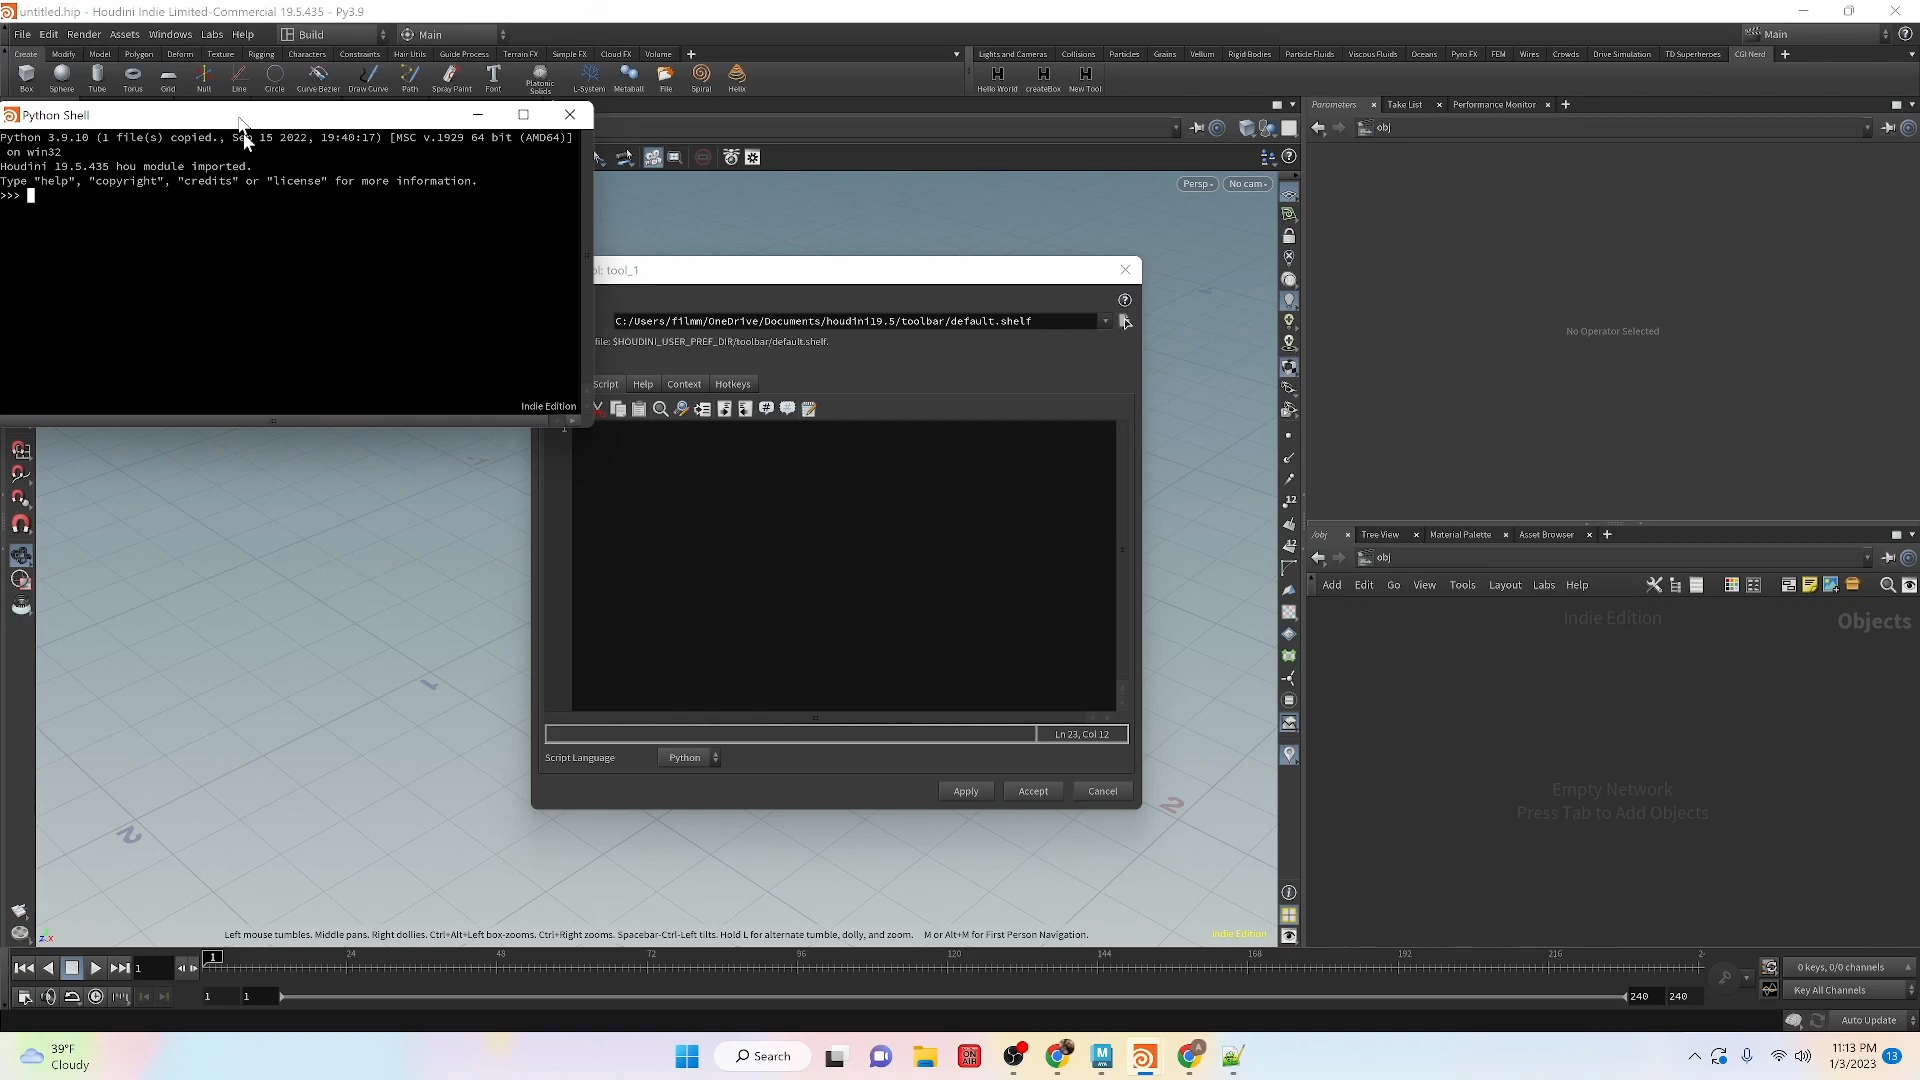 untitled.hip - Houdini Indie Limited-Commercial 19.5.435 - Py3.9
File Edit Render Assets Windows Labs Help Build Main Main
Create Modify Model Polygon Deform Texture Rigging Characters Constraints Hair Utils Guide Process Terrain FX Simple FX Cloud FX Volume
Lights and Cameras Collisions Particles Grains Vellum Rigid Bodies Particle Fluids Viscous Fluids Oceans Pyro FX FEM Wires Crowds Drive Simulation TD Superheroes CGI Nerd
Box Sphere Tube Torus Grid Null Line Circle Curve Bezier Draw Curve Path Spray Paint Font Platonic Solids L-System Metaball File Spiral Helix
Hello World createBox New Tool
Python Shell
Python 3.9.10 (1 file(s) copied., Sep 15 2022, 19:40:17) [MSC v.1929 64 bit (AMD64)]
on win32
Houdini 19.5.435 hou module imported.
Type "help", "copyright", "credits" or "license" for more information.
>>>
Indie Edition
Parameters Take List Performance Monitor
obj
No Operator Selected
Persp No cam
tool_1
C:/Users/filmm/OneDrive/Documents/houdini19.5/toolbar/default.shelf
file: $HOUDINI_USER_PREF_DIR/toolbar/default.shelf.
Script Help Context Hotkeys
1
Ln 23, Col 12
Script Language Python
Apply Accept Cancel
/obj Tree View Material Palette Asset Browser
obj
Add Edit Go View Tools Layout Labs Help
Indie Edition
Objects
Empty Network
Press Tab to Add Objects
12
12
1
2
2
z x
Left mouse tumbles. Middle pans. Right dollies. Ctrl+Alt+Left box-zooms. Ctrl+Right zooms. Spacebar-Ctrl-Left tilts. Hold L for alternate tumble, dolly, and zoom. M or Alt+M for First Person Navigation.
Indie Edition
1 1 24 48 72 96 120 144 168 192 216 2
0 keys, 0/0 channels
1 1 240 240
Key All Channels
Auto Update
39°F
Cloudy
Search
ON AIR
11:13 PM
1/3/2023
13